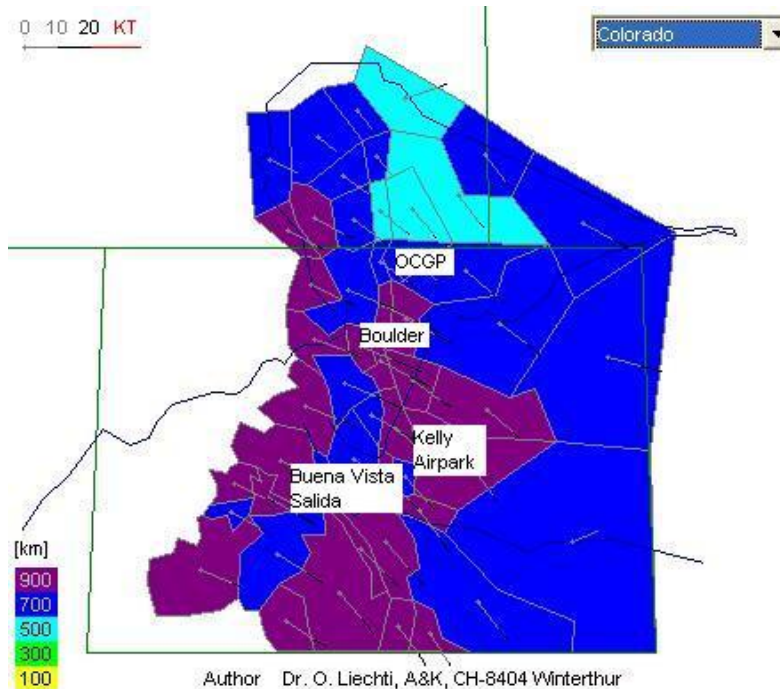 0 10 20 KT
Colorado
OCGP
Boulder
Kelly
Airpark
Buena Vista
Salida
[km]
900
700
500
300
100
Author Dr. O. Liechti, A&K, CH-8404 Winterthur